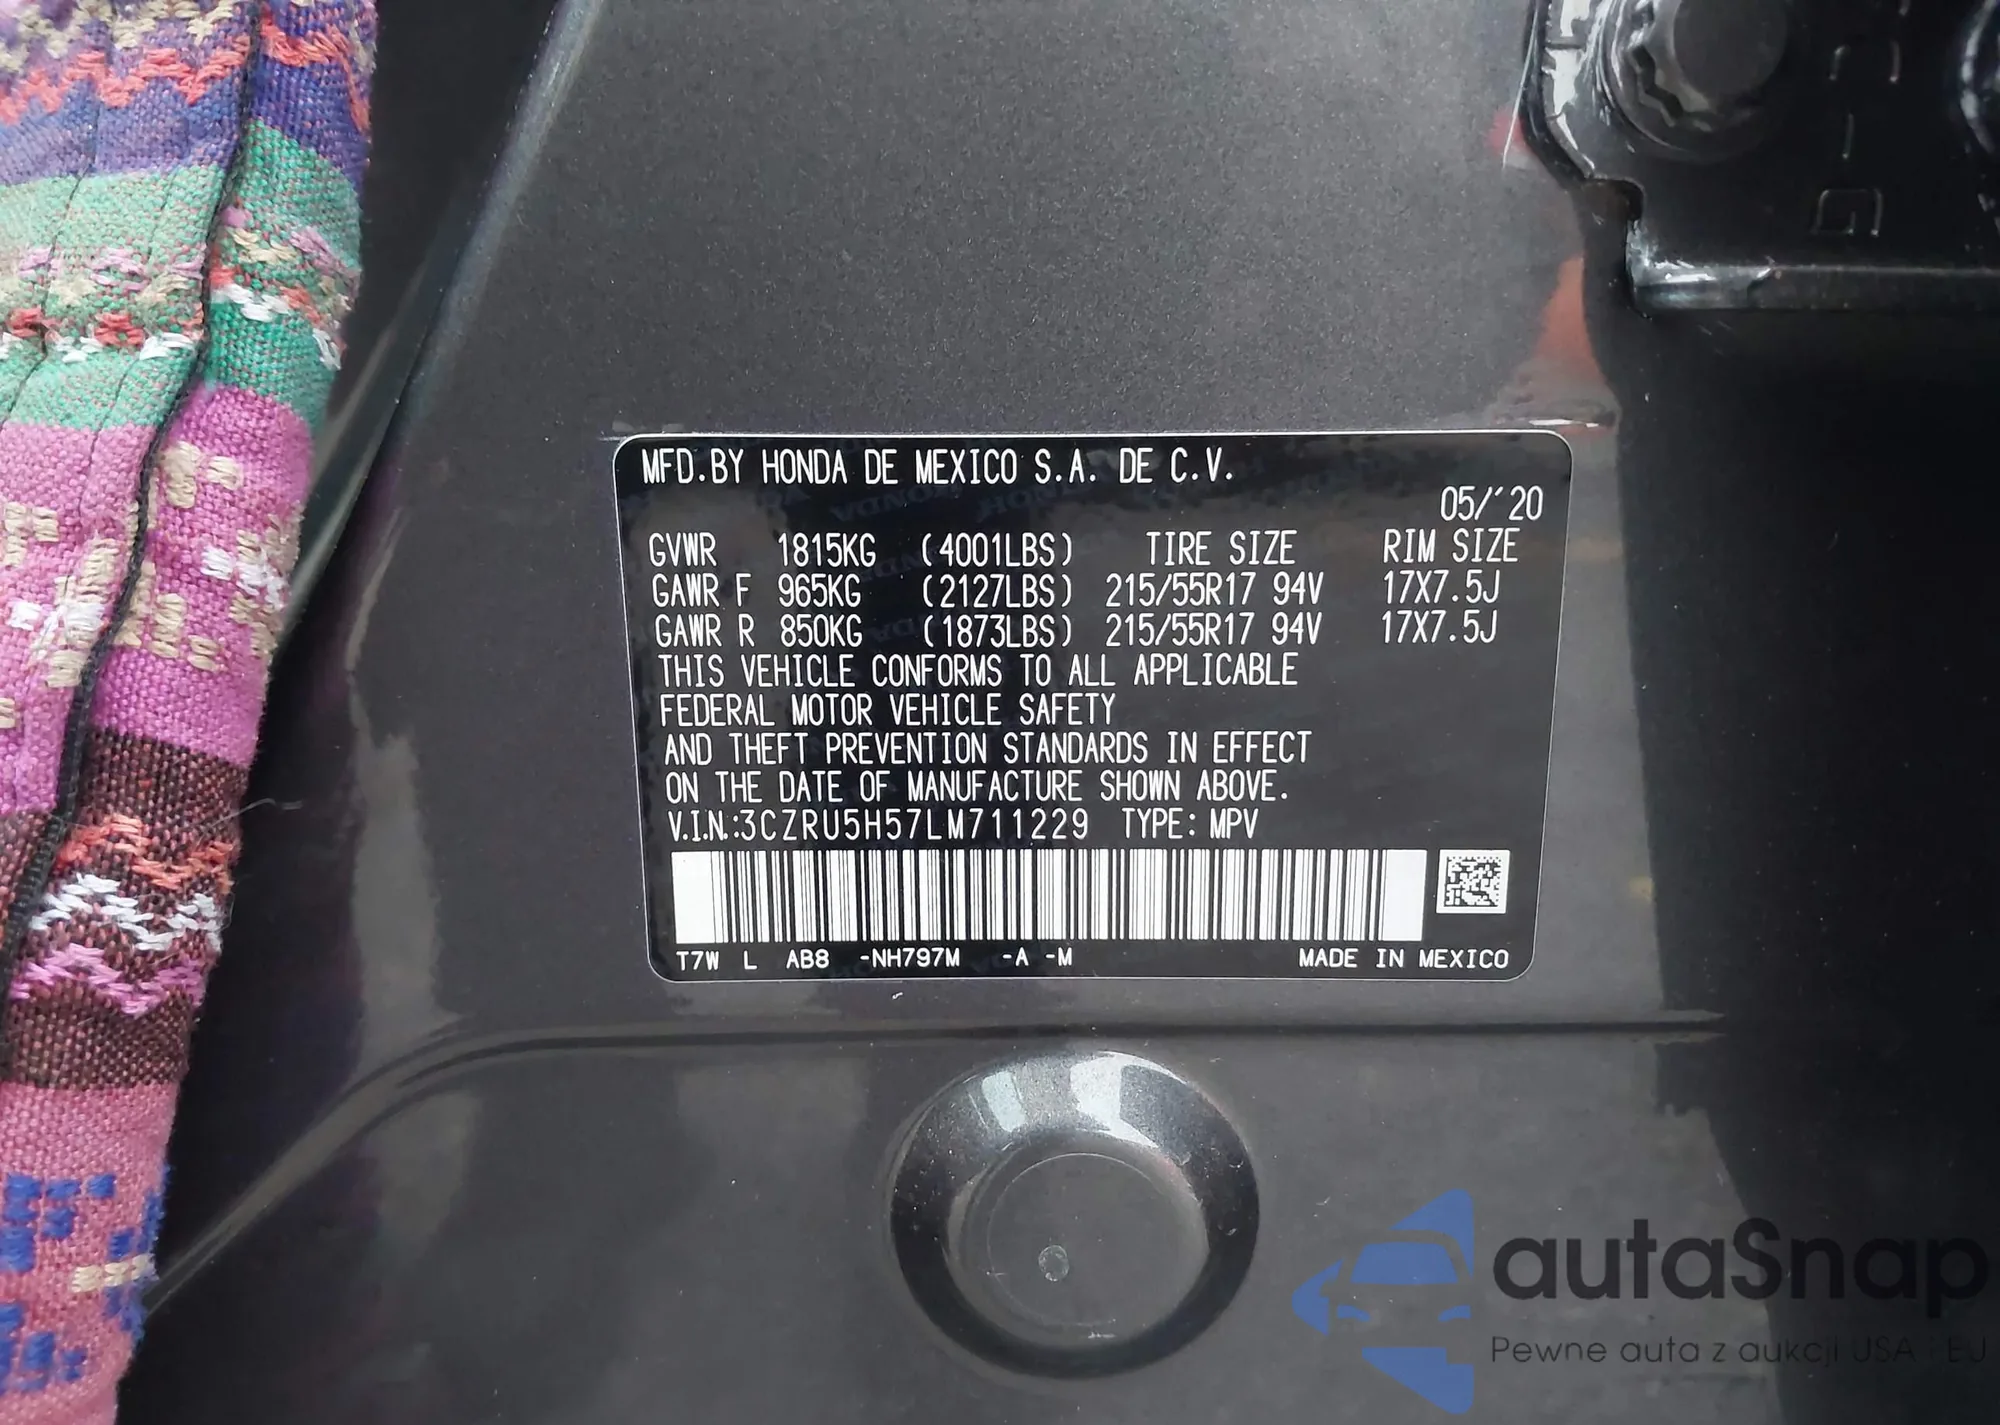 MFD.BY HONDA DE MEXICO S.A. DE C.V.
05/'20
GVWR 1815KG (4001LBS) TIRE SIZE RIM SIZE
GAWR F 965KG (2127LBS) 215/55R17 94V 17X7.5J
GAWR R 850KG (1873LBS) 215/55R17 94V 17X7.5J
THIS VEHICLE CONFORMS TO ALL APPLICABLE
FEDERAL MOTOR VEHICLE SAFETY
AND THEFT PREVENTION STANDARDS IN EFFECT
ON THE DATE OF MANUFACTURE SHOWN ABOVE.
V.I.N.:3CZRU5H57LM711229 TYPE: MPV
T7W L AB8 -NH797M -A -M MADE IN MEXICO
autaSnap
Pewne auta z aukcji USA i EU